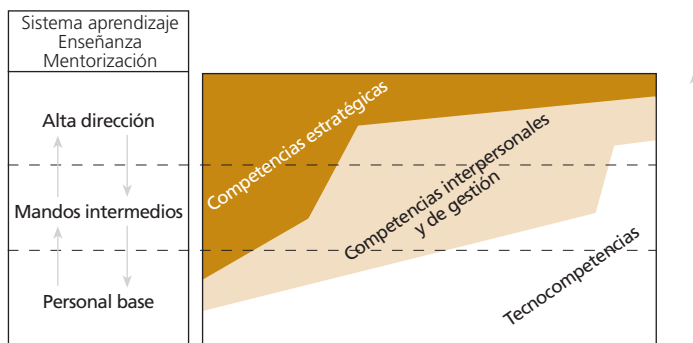 Sistema aprendizaje
Enseñanza
Mentorización
Alta dirección
Mandos intermedios
Personal base
Competencias estratégicas
Competencias interpersonales
y de gestión
Tecnocompetencias